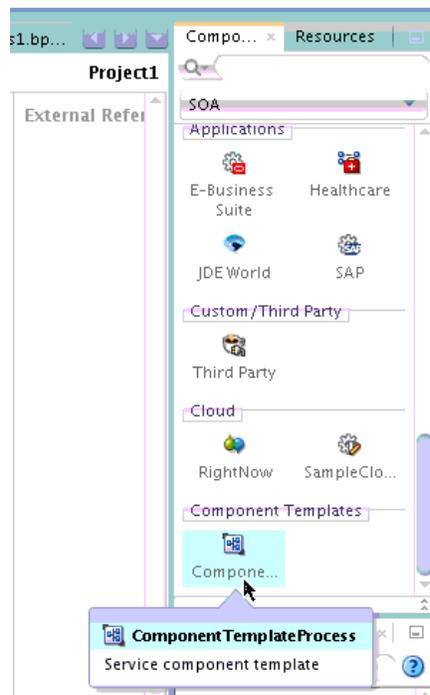 s1.bp...
Compo...
Resources
Project1
External Refer
SOA
Applications
E-Business
Suite
Healthcare
JDE World
SAP
Custom/Third Party
Third Party
Cloud
RightNow
SampleClo...
Component Templates
Compone...
ComponentTemplateProcess
Service component template